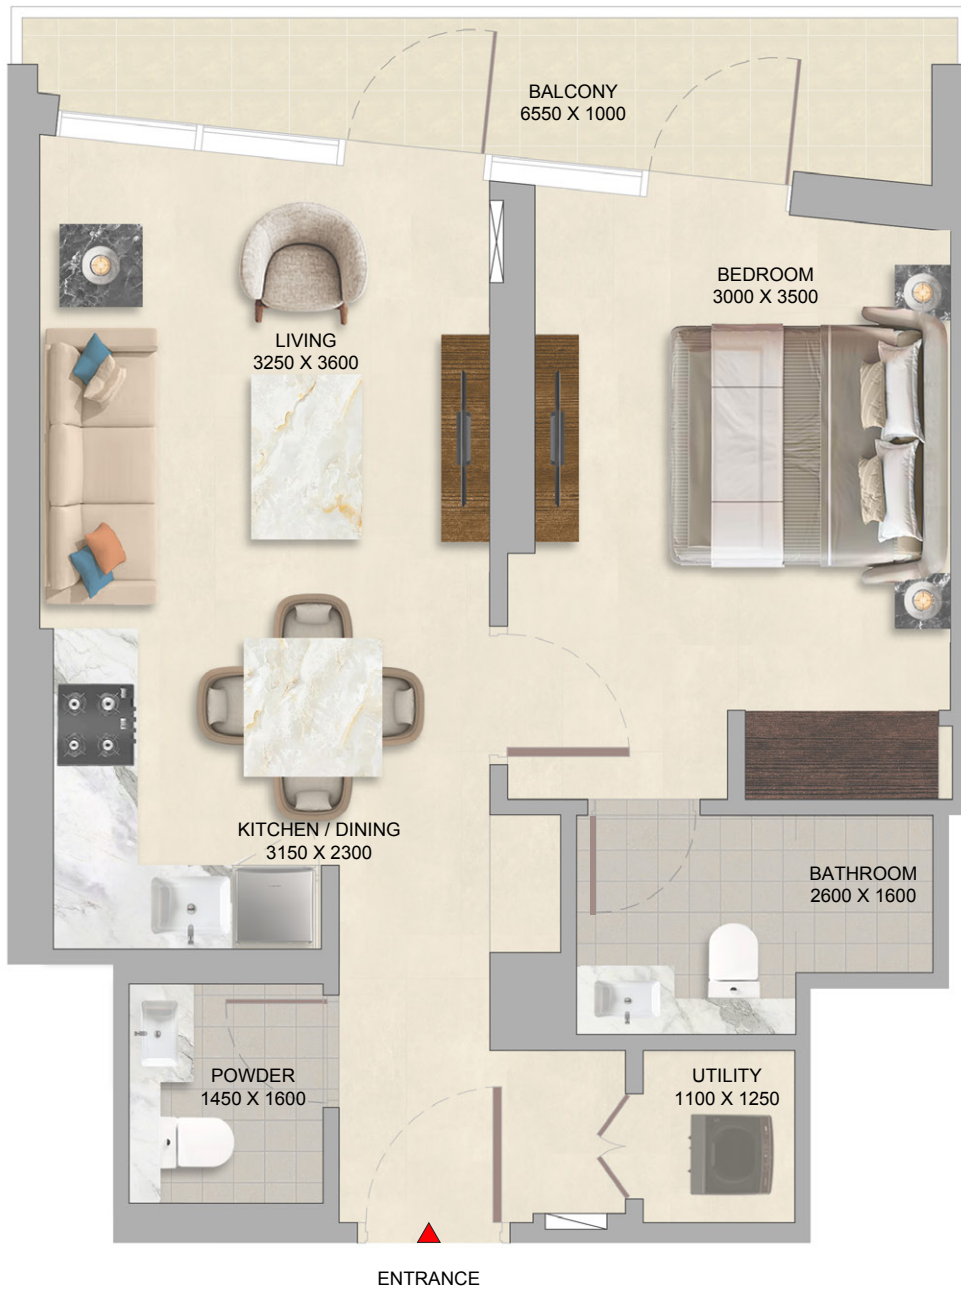 BALCONY
6550 X 1000
BEDROOM
3000 X 3500
LIVING
3250 X 3600
KITCHEN / DINING
3150 X 2300
BATHROOM
2600 X 1600
POWDER
1450 X 1600
UTILITY
1100 X 1250
ENTRANCE